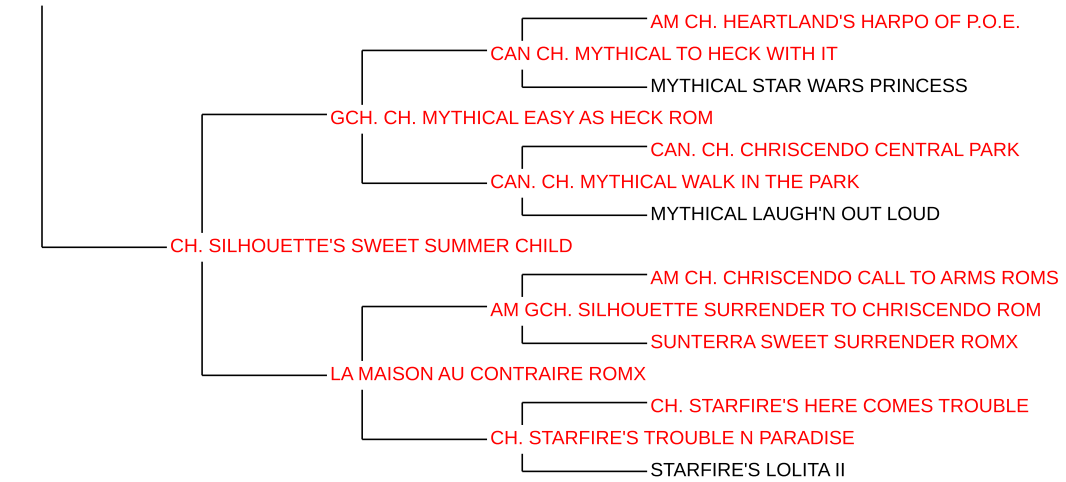 AM CH. HEARTLAND'S HARPO OF P.O.E.
CAN CH. MYTHICAL TO HECK WITH IT
MYTHICAL STAR WARS PRINCESS
GCH. CH. MYTHICAL EASY AS HECK ROM
CAN. CH. CHRISCENDO CENTRAL PARK
CAN. CH. MYTHICAL WALK IN THE PARK
MYTHICAL LAUGH'N OUT LOUD
CH. SILHOUETTE'S SWEET SUMMER CHILD
AM CH. CHRISCENDO CALL TO ARMS ROMS
AM GCH. SILHOUETTE SURRENDER TO CHRISCENDO ROM
SUNTERRA SWEET SURRENDER ROMX
LA MAISON AU CONTRAIRE ROMX
CH. STARFIRE'S HERE COMES TROUBLE
CH. STARFIRE'S TROUBLE N PARADISE
STARFIRE'S LOLITA II